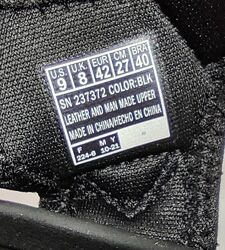 U.S. U.K. EUR CM BRA
9 8 42 27 40
SN 237372 COLOR:BLK
LEATHER AND MAN MADE UPPER
MADE IN CHINA/HECHO EN CHINA
F M Y
224-8 10-21